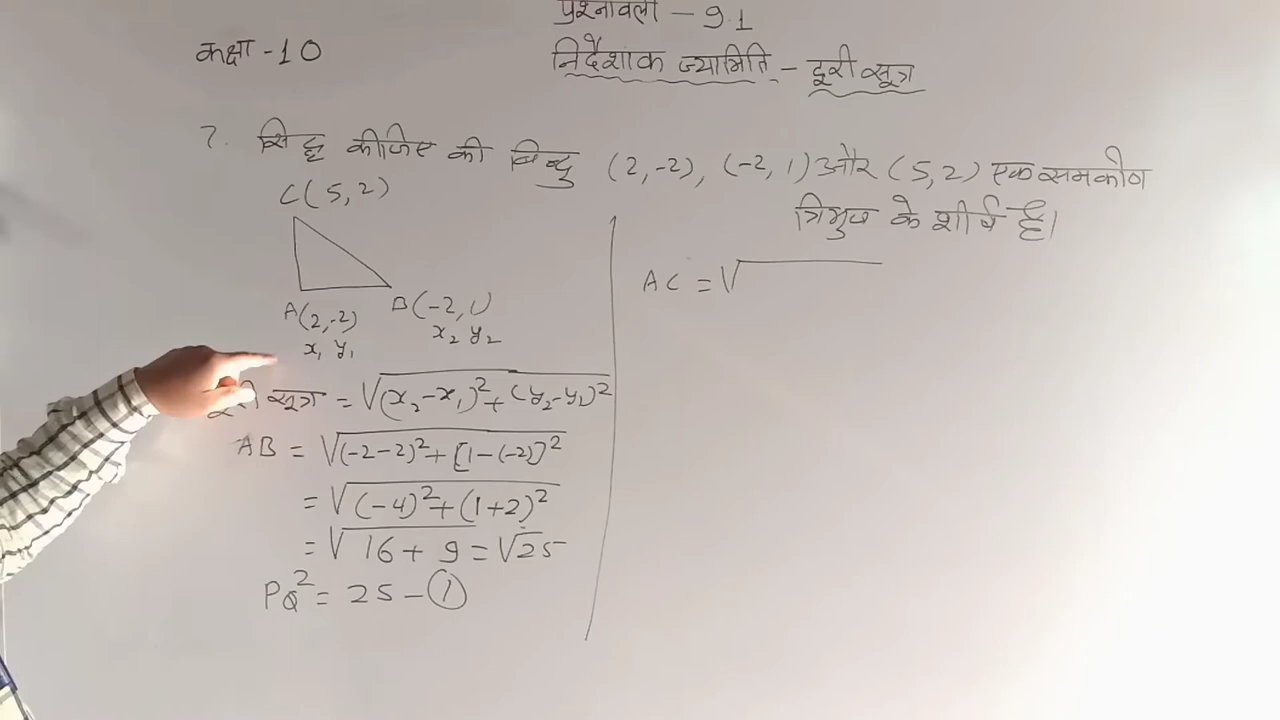 प्रश्नावली - 9.1
कक्षा - 10
निर्देशांक ज्यामिति - दूरी सूत्र
7. सिद्ध कीजिए की बिन्दु (2,-2), (-2,1) और (5,2) एक समकोण
त्रिभुज के शीर्ष है।
C(5,2)
A(2,-2) B(-2,1)
x₁ y₁ x₂ y₂
दूरी सूत्र = √(x₂-x₁)²+(y₂-y₁)²
AB = √(-2-2)²+[1-(-2)]²
= √(-4)²+(1+2)²
= √16+9 = √25
PQ² = 25 - ①
AC = √